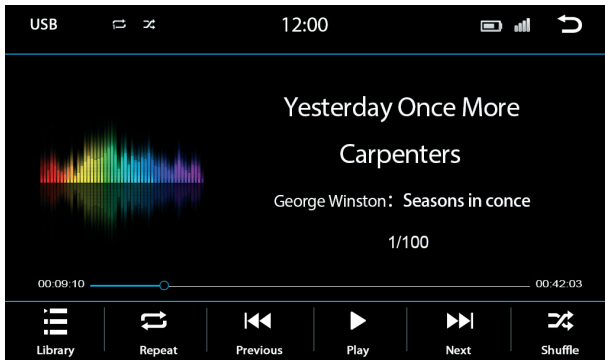 USB
12:00
Yesterday Once More
Carpenters
George Winston: Seasons in conce
1/100
00:09:10
00:42:03
Library Repeat Previous Play Next Shuffle